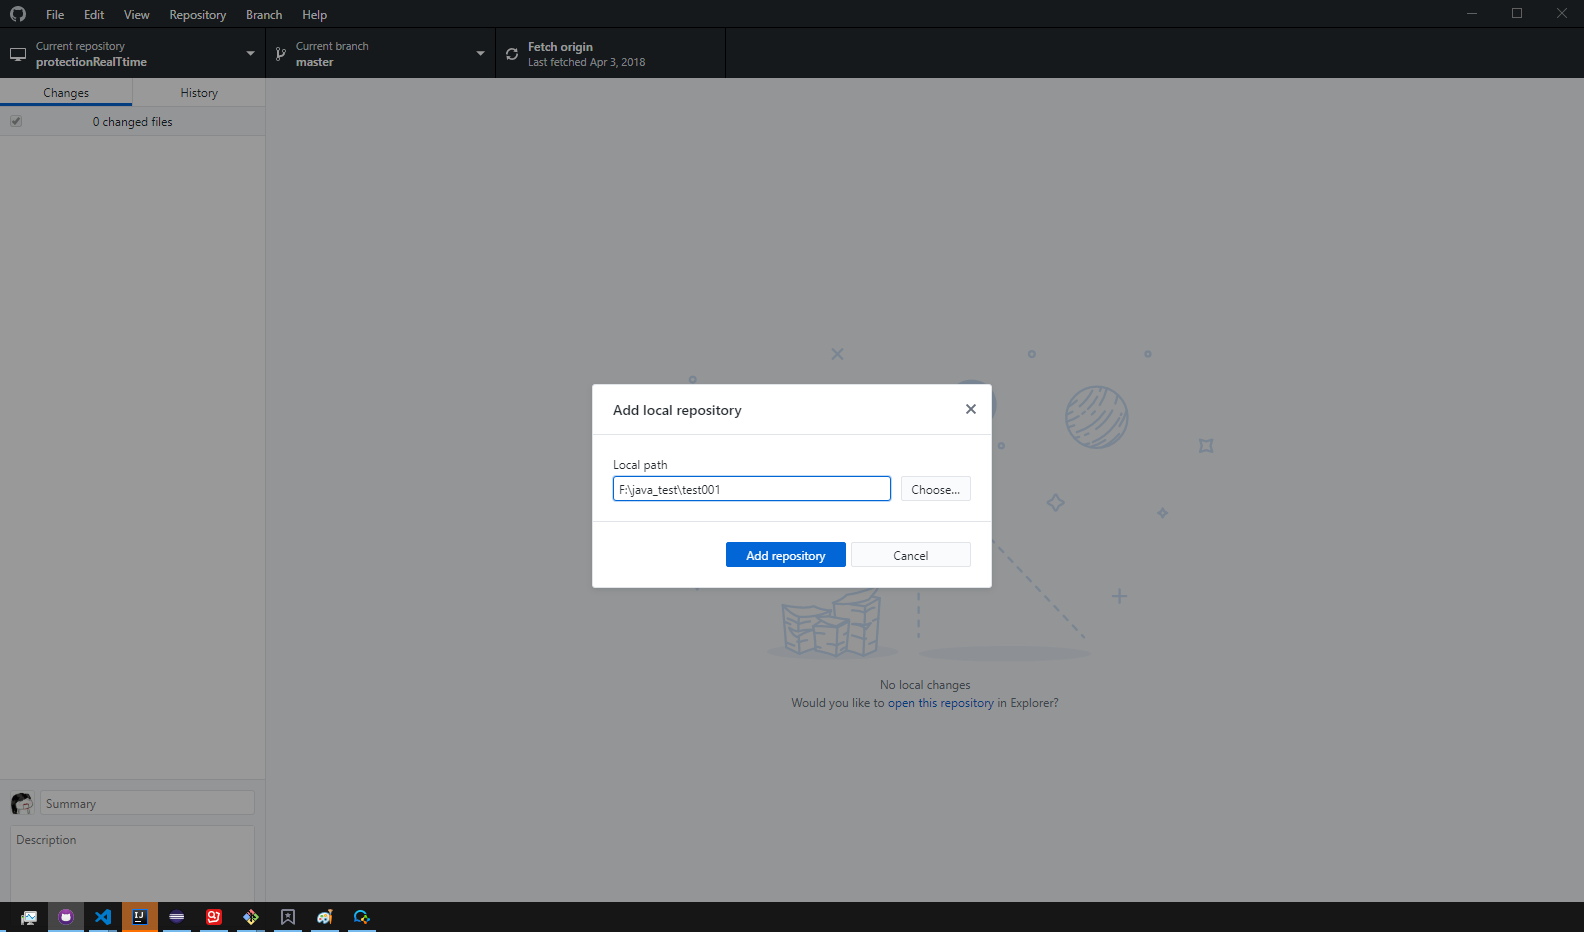 File Edit View Repository Branch Help
Current repository
protectionRealTtime
Current branch
master
Fetch origin
Last fetched Apr 3, 2018
Changes History
0 changed files
Add local repository
Local path
F:\java_test\test001 Choose...
Add repository Cancel
No local changes
Would you like to open this repository in Explorer?
Summary
Description
IJ